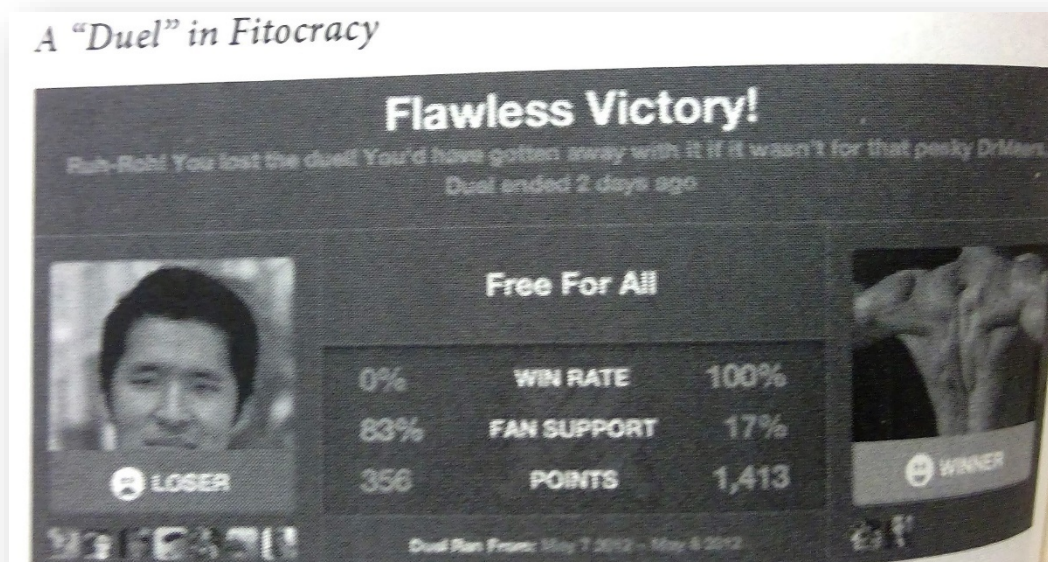 A “Duel” in Fitocracy
Flawless Victory!
Ruh-Roh! You lost the duel! You'd have gotten away with it if it wasn't for that pesky
Duel ended 2 days ago
Free For All
0% WIN RATE 100%
83% FAN SUPPORT 17%
356 POINTS 1,413
LOSER
WINNER
Duel Ran From: May 7 2012 - May 8 2012